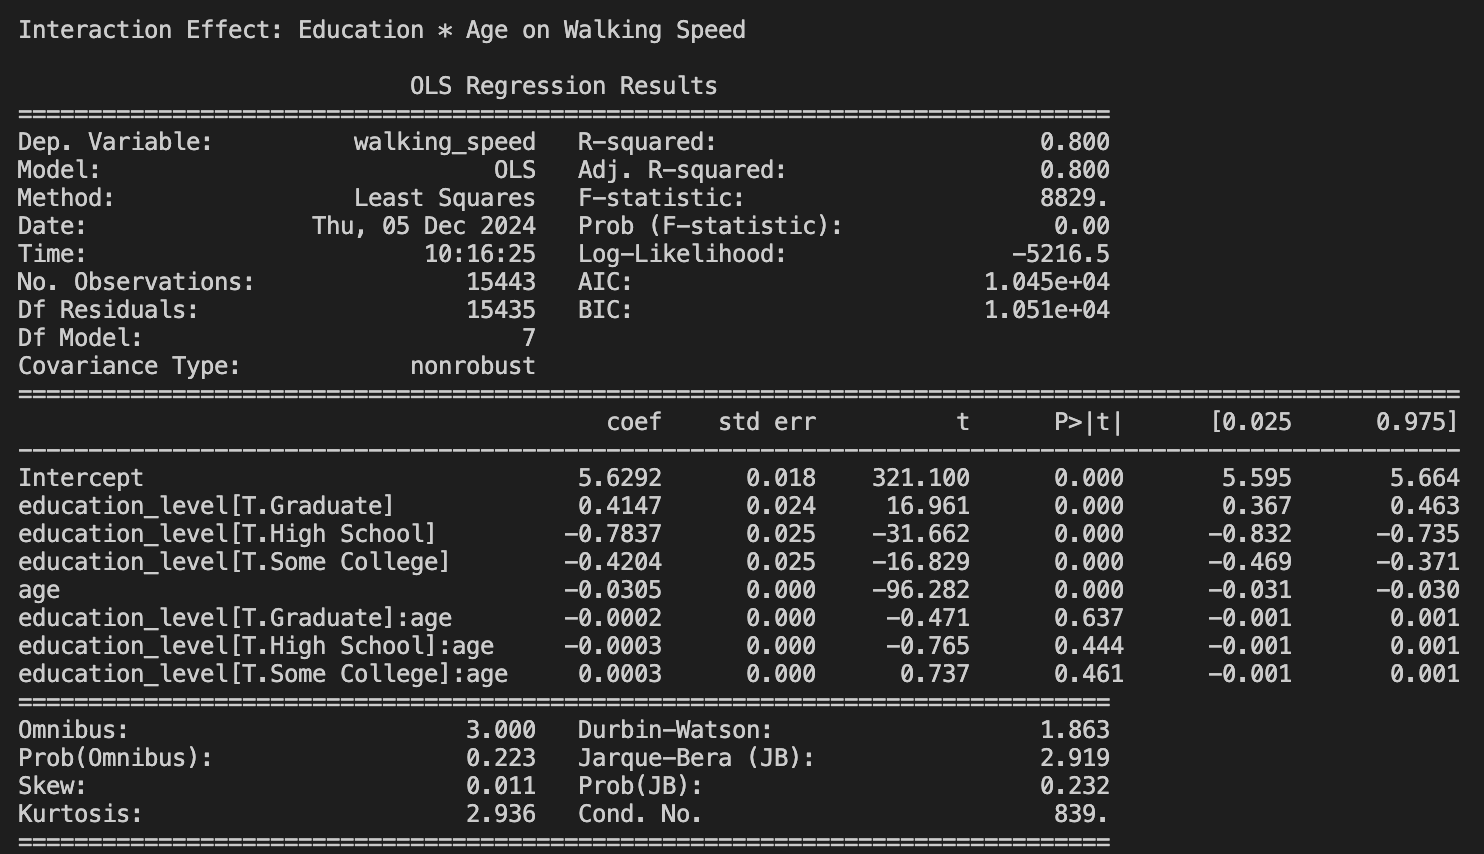 Interaction Effect: Education * Age on Walking Speed
OLS Regression Results
==============================================================================
Dep. Variable: walking_speed R-squared: 0.800
Model: OLS Adj. R-squared: 0.800
Method: Least Squares F-statistic: 8829.
Date: Thu, 05 Dec 2024 Prob (F-statistic): 0.00
Time: 10:16:25 Log-Likelihood: -5216.5
No. Observations: 15443 AIC: 1.045e+04
Df Residuals: 15435 BIC: 1.051e+04
Df Model: 7
Covariance Type: nonrobust
=======================================================================================================
coef std err t P>|t| [0.025 0.975]
-------------------------------------------------------------------------------------------------------
Intercept 5.6292 0.018 321.100 0.000 5.595 5.664
education_level[T.Graduate] 0.4147 0.024 16.961 0.000 0.367 0.463
education_level[T.High School] -0.7837 0.025 -31.662 0.000 -0.832 -0.735
education_level[T.Some College] -0.4204 0.025 -16.829 0.000 -0.469 -0.371
age -0.0305 0.000 -96.282 0.000 -0.031 -0.030
education_level[T.Graduate]:age -0.0002 0.000 -0.471 0.637 -0.001 0.001
education_level[T.High School]:age -0.0003 0.000 -0.765 0.444 -0.001 0.001
education_level[T.Some College]:age 0.0003 0.000 0.737 0.461 -0.001 0.001
==============================================================================
Omnibus: 3.000 Durbin-Watson: 1.863
Prob(Omnibus): 0.223 Jarque-Bera (JB): 2.919
Skew: 0.011 Prob(JB): 0.232
Kurtosis: 2.936 Cond. No. 839.
==============================================================================